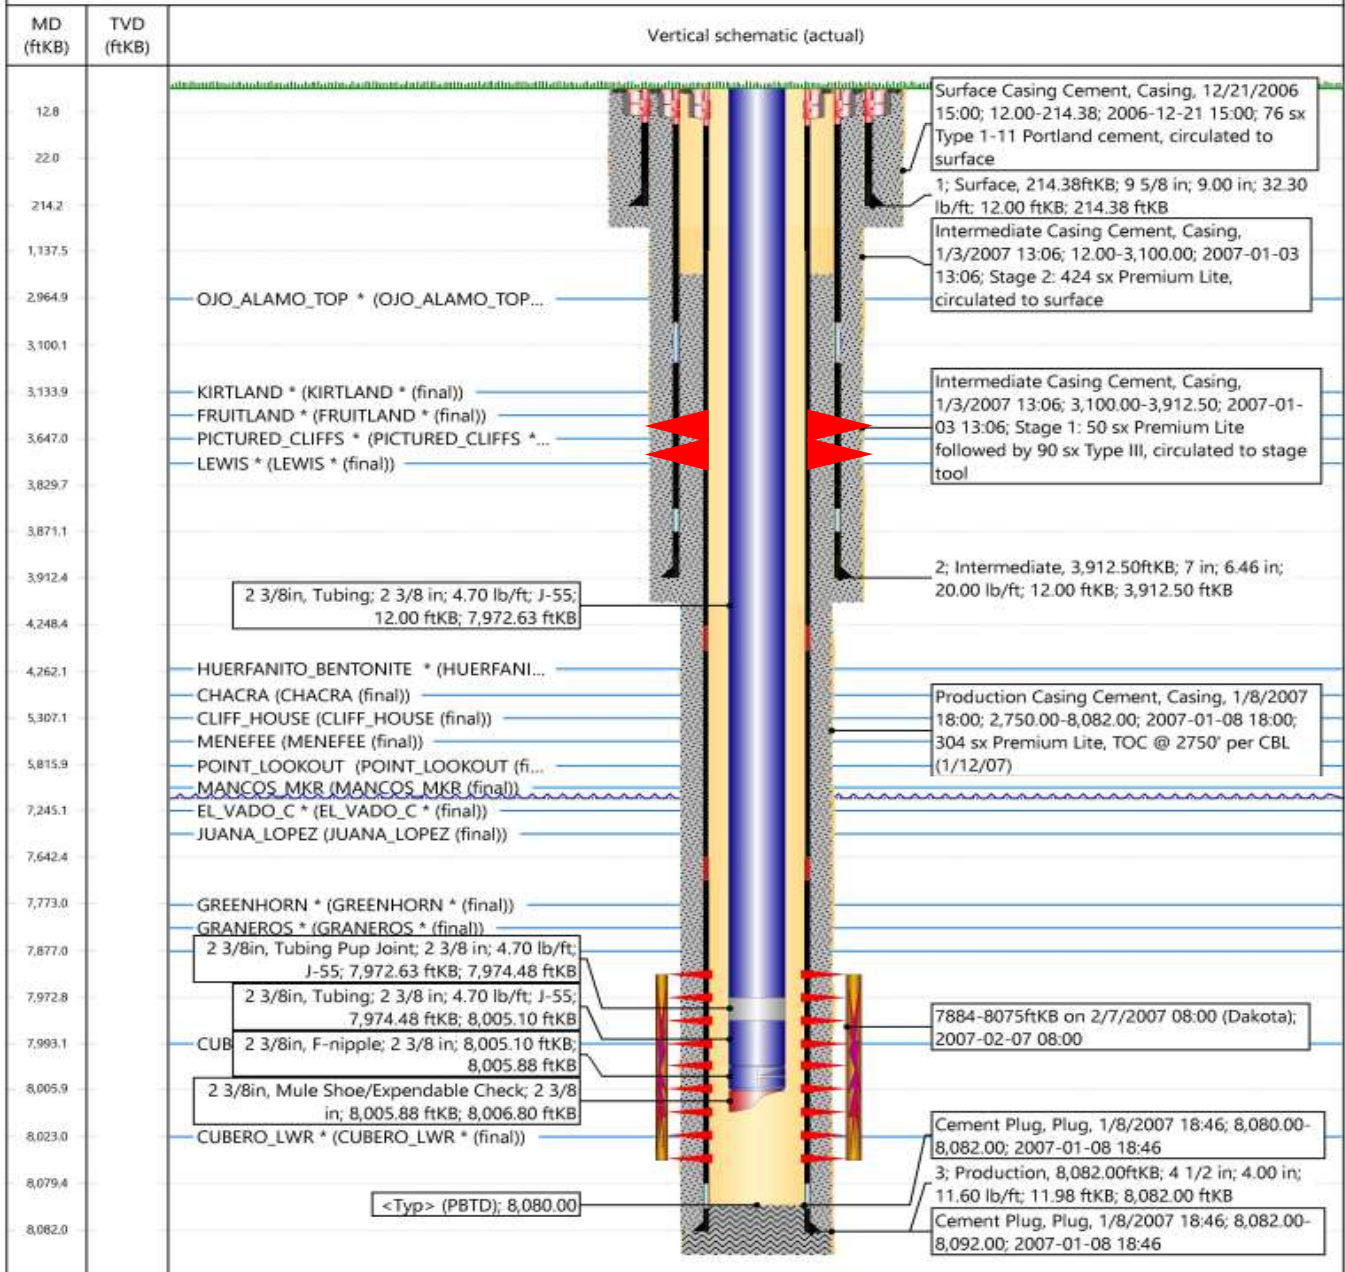 MD
(ftKB)
TVD
(ftKB)
Vertical schematic (actual)
12.8
22.0
214.2
1,137.5
2,964.9
3,100.1
3,133.9
3,647.0
3,829.7
3,871.1
3,912.4
4,248.4
4,262.1
5,307.1
5,815.9
7,245.1
7,642.4
7,773.0
7,877.0
7,972.8
7,993.1
8,005.9
8,023.0
8,079.4
8,082.0
OJO_ALAMO_TOP * (OJO_ALAMO_TOP...
KIRTLAND * (KIRTLAND * (final))
FRUITLAND * (FRUITLAND * (final))
PICTURED_CLIFFS * (PICTURED_CLIFFS *...
LEWIS * (LEWIS * (final))
2 3/8in, Tubing; 2 3/8 in; 4.70 lb/ft; J-55;
12.00 ftKB; 7,972.63 ftKB
HUERFANITO_BENTONITE * (HUERFANI...
CHACRA (CHACRA (final))
CLIFF_HOUSE (CLIFF_HOUSE (final))
MENEFEE (MENEFEE (final))
POINT_LOOKOUT (POINT_LOOKOUT (fi...
MANCOS_MKR (MANCOS_MKR (final))
EL_VADO_C * (EL_VADO_C * (final))
JUANA_LOPEZ (JUANA_LOPEZ (final))
GREENHORN * (GREENHORN * (final))
GRANEROS * (GRANEROS * (final))
2 3/8in, Tubing Pup Joint; 2 3/8 in; 4.70 lb/ft;
J-55; 7,972.63 ftKB; 7,974.48 ftKB
2 3/8in, Tubing; 2 3/8 in; 4.70 lb/ft; J-55;
7,974.48 ftKB; 8,005.10 ftKB
CUB
2 3/8in, F-nipple; 2 3/8 in; 8,005.10 ftKB;
8,005.88 ftKB
2 3/8in, Mule Shoe/Expendable Check; 2 3/8
in; 8,005.88 ftKB; 8,006.80 ftKB
CUBERO_LWR * (CUBERO_LWR * (final))
<Typ> (PBTD); 8,080.00
Surface Casing Cement, Casing, 12/21/2006
15:00; 12.00-214.38; 2006-12-21 15:00; 76 sx
Type 1-11 Portland cement, circulated to
surface
1; Surface, 214.38ftKB; 9 5/8 in; 9.00 in; 32.30
lb/ft; 12.00 ftKB; 214.38 ftKB
Intermediate Casing Cement, Casing,
1/3/2007 13:06; 12.00-3,100.00; 2007-01-03
13:06; Stage 2: 424 sx Premium Lite,
circulated to surface
Intermediate Casing Cement, Casing,
1/3/2007 13:06; 3,100.00-3,912.50; 2007-01-
03 13:06; Stage 1: 50 sx Premium Lite
followed by 90 sx Type III, circulated to stage
tool
2; Intermediate, 3,912.50ftKB; 7 in; 6.46 in;
20.00 lb/ft; 12.00 ftKB; 3,912.50 ftKB
Production Casing Cement, Casing, 1/8/2007
18:00; 2,750.00-8,082.00; 2007-01-08 18:00;
304 sx Premium Lite, TOC @ 2750' per CBL
(1/12/07)
7884-8075ftKB on 2/7/2007 08:00 (Dakota);
2007-02-07 08:00
Cement Plug, Plug, 1/8/2007 18:46; 8,080.00-
8,082.00; 2007-01-08 18:46
3; Production, 8,082.00ftKB; 4 1/2 in; 4.00 in;
11.60 lb/ft; 11.98 ftKB; 8,082.00 ftKB
Cement Plug, Plug, 1/8/2007 18:46; 8,082.00-
8,092.00; 2007-01-08 18:46